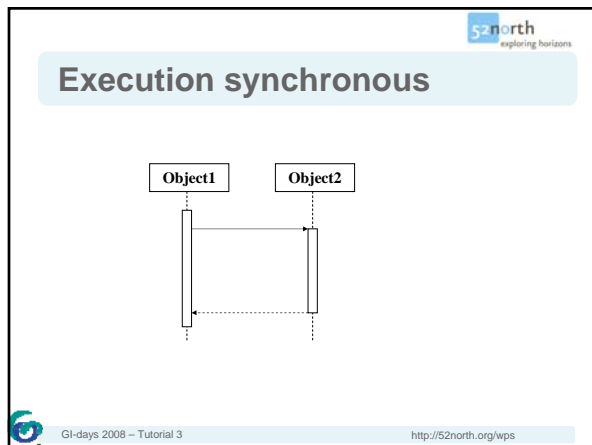 52north
exploring horizons
Execution synchronous
Object1 Object2
GI-days 2008 – Tutorial 3 http://52north.org/wps